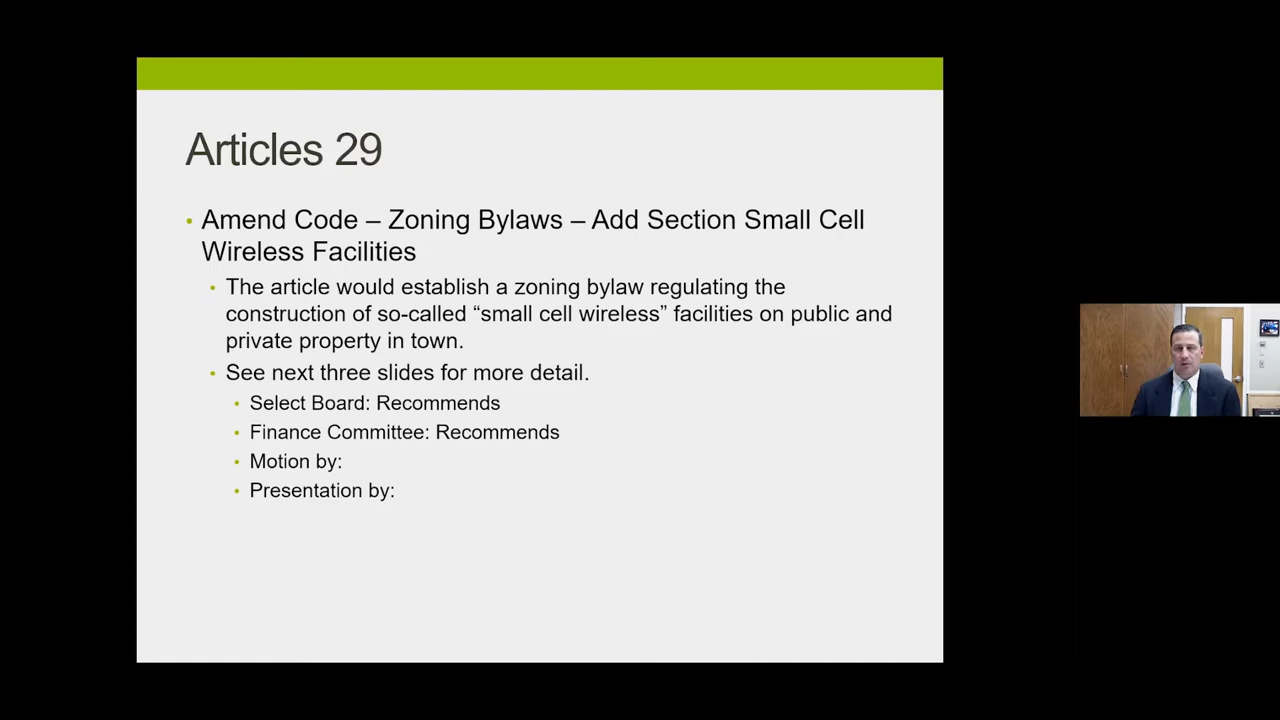 Articles 29
• Amend Code – Zoning Bylaws – Add Section Small Cell
Wireless Facilities
• The article would establish a zoning bylaw regulating the
construction of so-called “small cell wireless” facilities on public and
private property in town.
• See next three slides for more detail.
• Select Board: Recommends
• Finance Committee: Recommends
• Motion by:
• Presentation by: